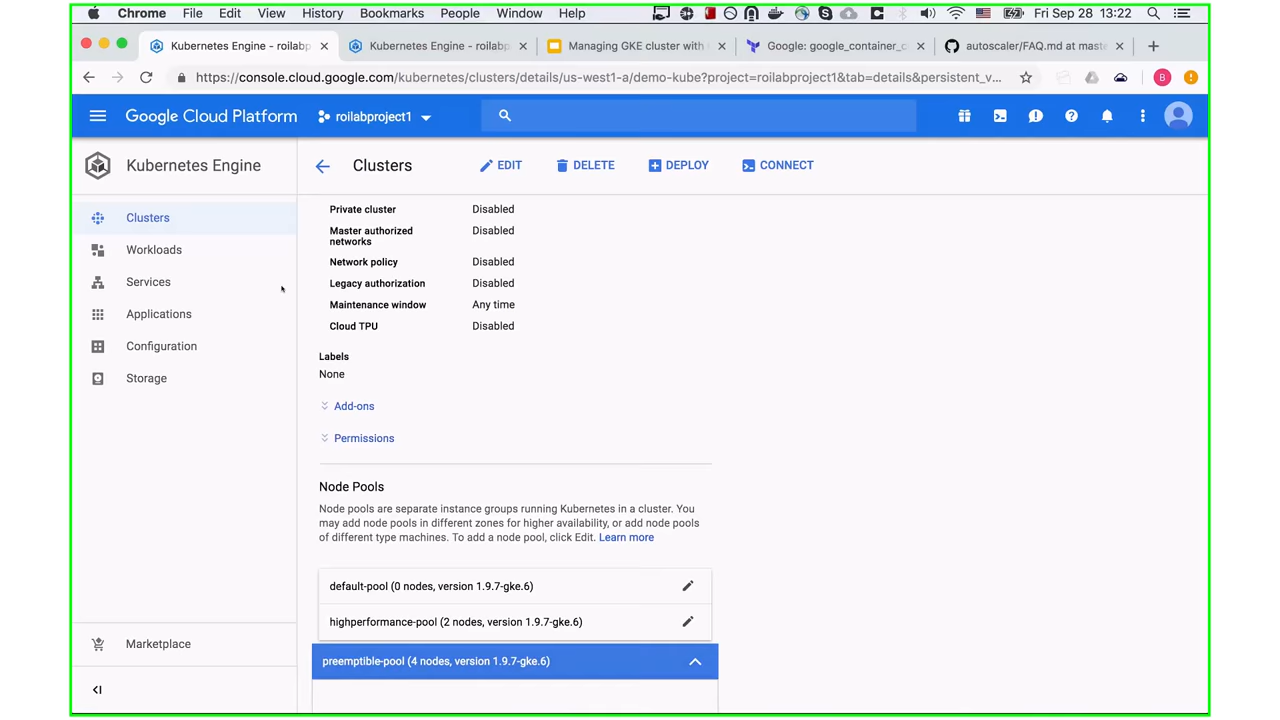 Chrome File Edit View History Bookmarks People Window Help Fri Sep 28 13:22
Kubernetes Engine - roilabp × Kubernetes Engine - roilabp × Managing GKE cluster with × Google: google_container_c × autoscaler/FAQ.md at maste ×
https://console.cloud.google.com/kubernetes/clusters/details/us-west1-a/demo-kube?project=roilabproject1&tab=details&persistent_v... B
Google Cloud Platform roilabproject1
Kubernetes Engine
Clusters EDIT DELETE DEPLOY CONNECT
Clusters
Workloads
Services
Applications
Configuration
Storage
Marketplace
Private cluster Disabled
Master authorized
networks Disabled
Network policy Disabled
Legacy authorization Disabled
Maintenance window Any time
Cloud TPU Disabled
Labels
None
Add-ons
Permissions
Node Pools
Node pools are separate instance groups running Kubernetes in a cluster. You
may add node pools in different zones for higher availability, or add node pools
of different type machines. To add a node pool, click Edit. Learn more
default-pool (0 nodes, version 1.9.7-gke.6)
highperformance-pool (2 nodes, version 1.9.7-gke.6)
preemptible-pool (4 nodes, version 1.9.7-gke.6)